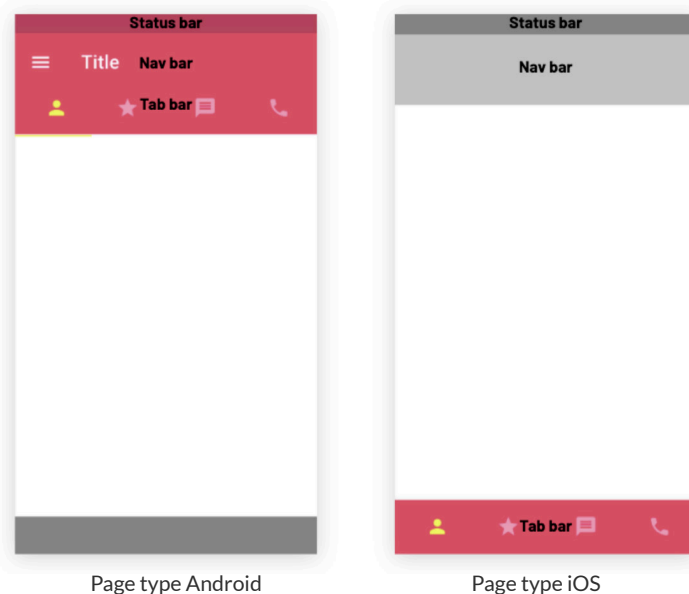 Status bar
Title Nav bar
Tab bar
Page type Android
Status bar
Nav bar
Tab bar
Page type iOS